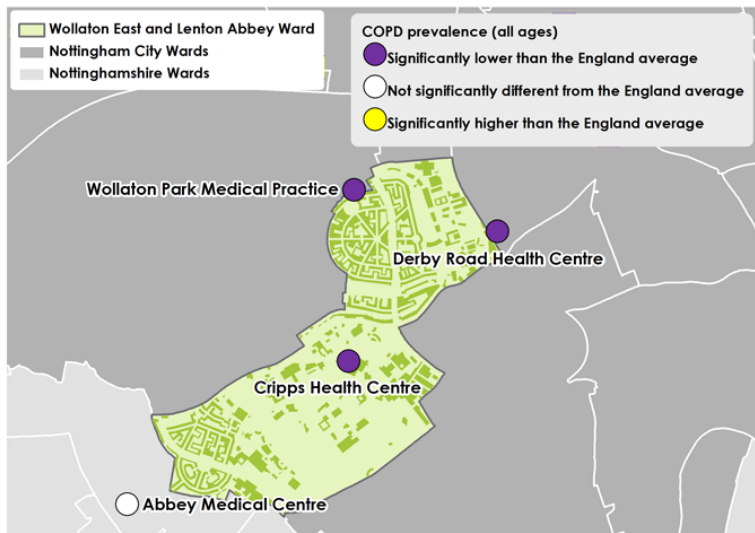 Wollaton East and Lenton Abbey Ward
Nottingham City Wards
Nottinghamshire Wards
COPD prevalence (all ages)
Significantly lower than the England average
Not significantly different from the England average
Significantly higher than the England average
Wollaton Park Medical Practice
Derby Road Health Centre
Cripps Health Centre
Abbey Medical Centre